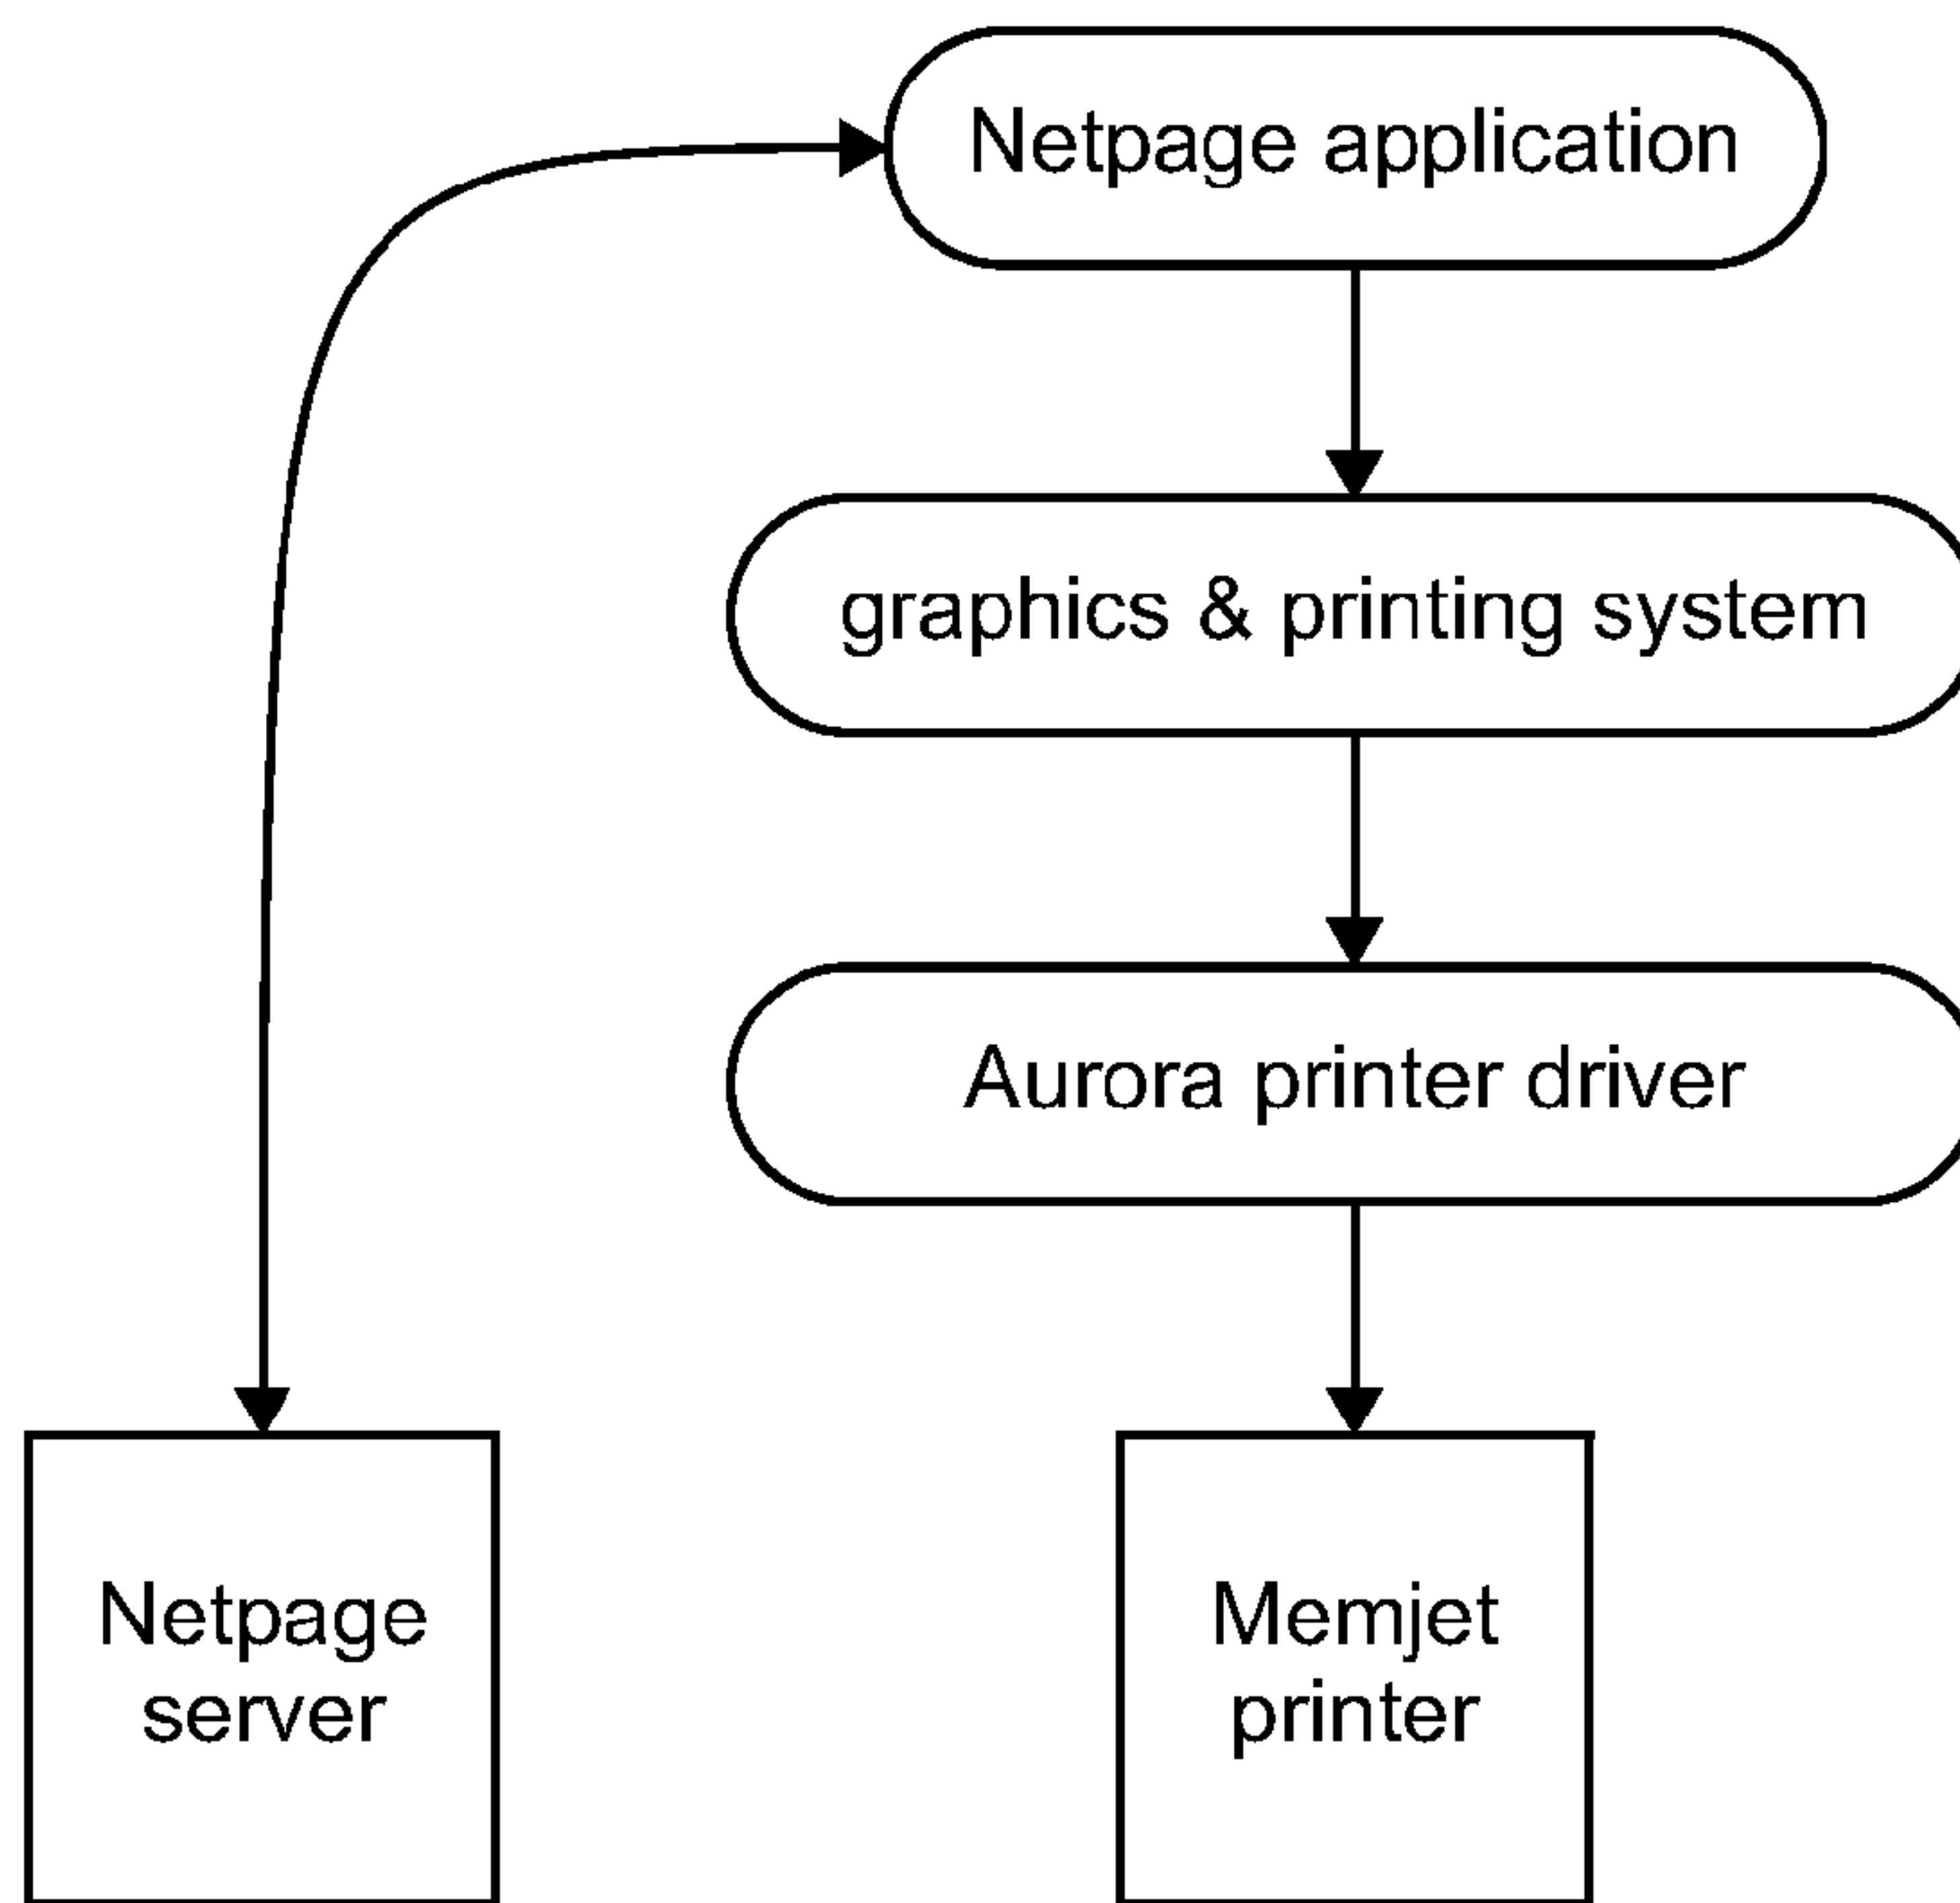 Netpage application
graphics & printing system
Aurora printer driver
Netpage
server
Memjet
printer